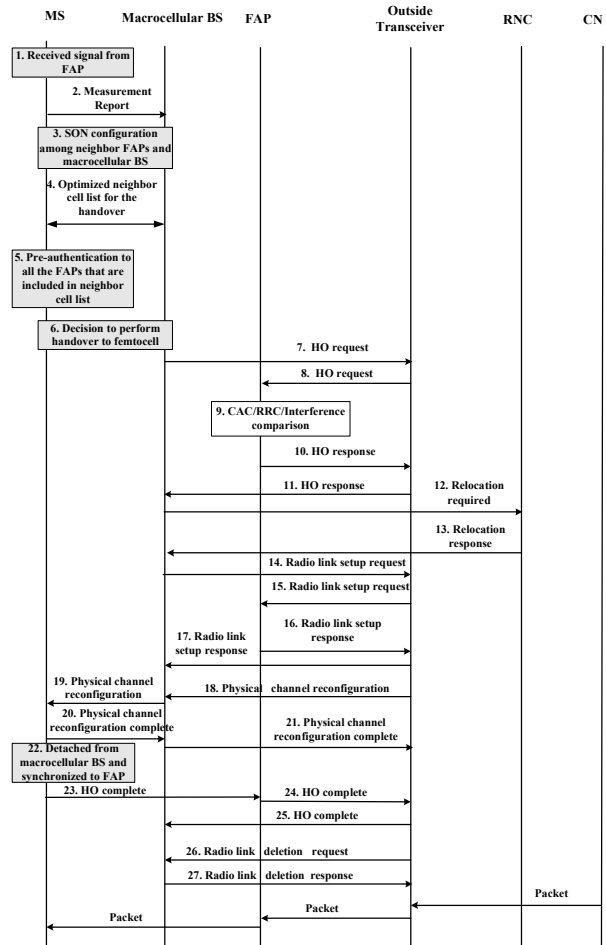 MS
Macrocellular BS
FAP
Outside
Transceiver
RNC
CN
1. Received signal from
FAP
2. Measurement
Report
3. SON configuration
among neighbor FAPs and
macrocellular BS
4. Optimized neighbor
cell list for the
handover
5. Pre-authentication to
all the FAPs that are
included in neighbor
cell list
6. Decision to perform
handover to femtocell
7. HO request
8. HO request
9. CAC/RRC/Interference
comparison
10. HO response
11. HO response
12. Relocation
required
13. Relocation
response
14. Radio link setup request
15. Radio link setup request
16. Radio link setup
response
17. Radio link
setup response
18. Physical channel reconfiguration
19. Physical channel
reconfiguration
20. Physical channel
reconfiguration complete
21. Physical channel
reconfiguration complete
22. Detached from
macrocellular BS and
synchronized to FAP
23. HO complete
24. HO complete
25. HO complete
26. Radio link deletion request
27. Radio link deletion response
Packet
Packet
Packet